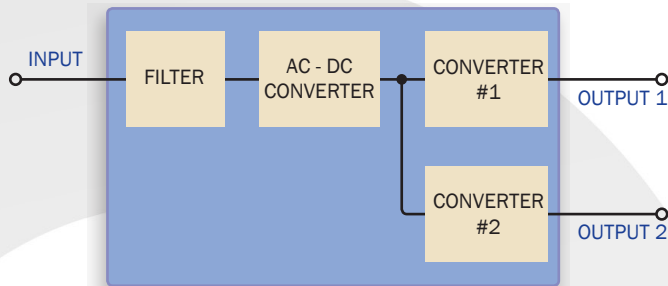 INPUT
FILTER
AC - DC
CONVERTER
CONVERTER
#1
OUTPUT 1
CONVERTER
#2
OUTPUT 2